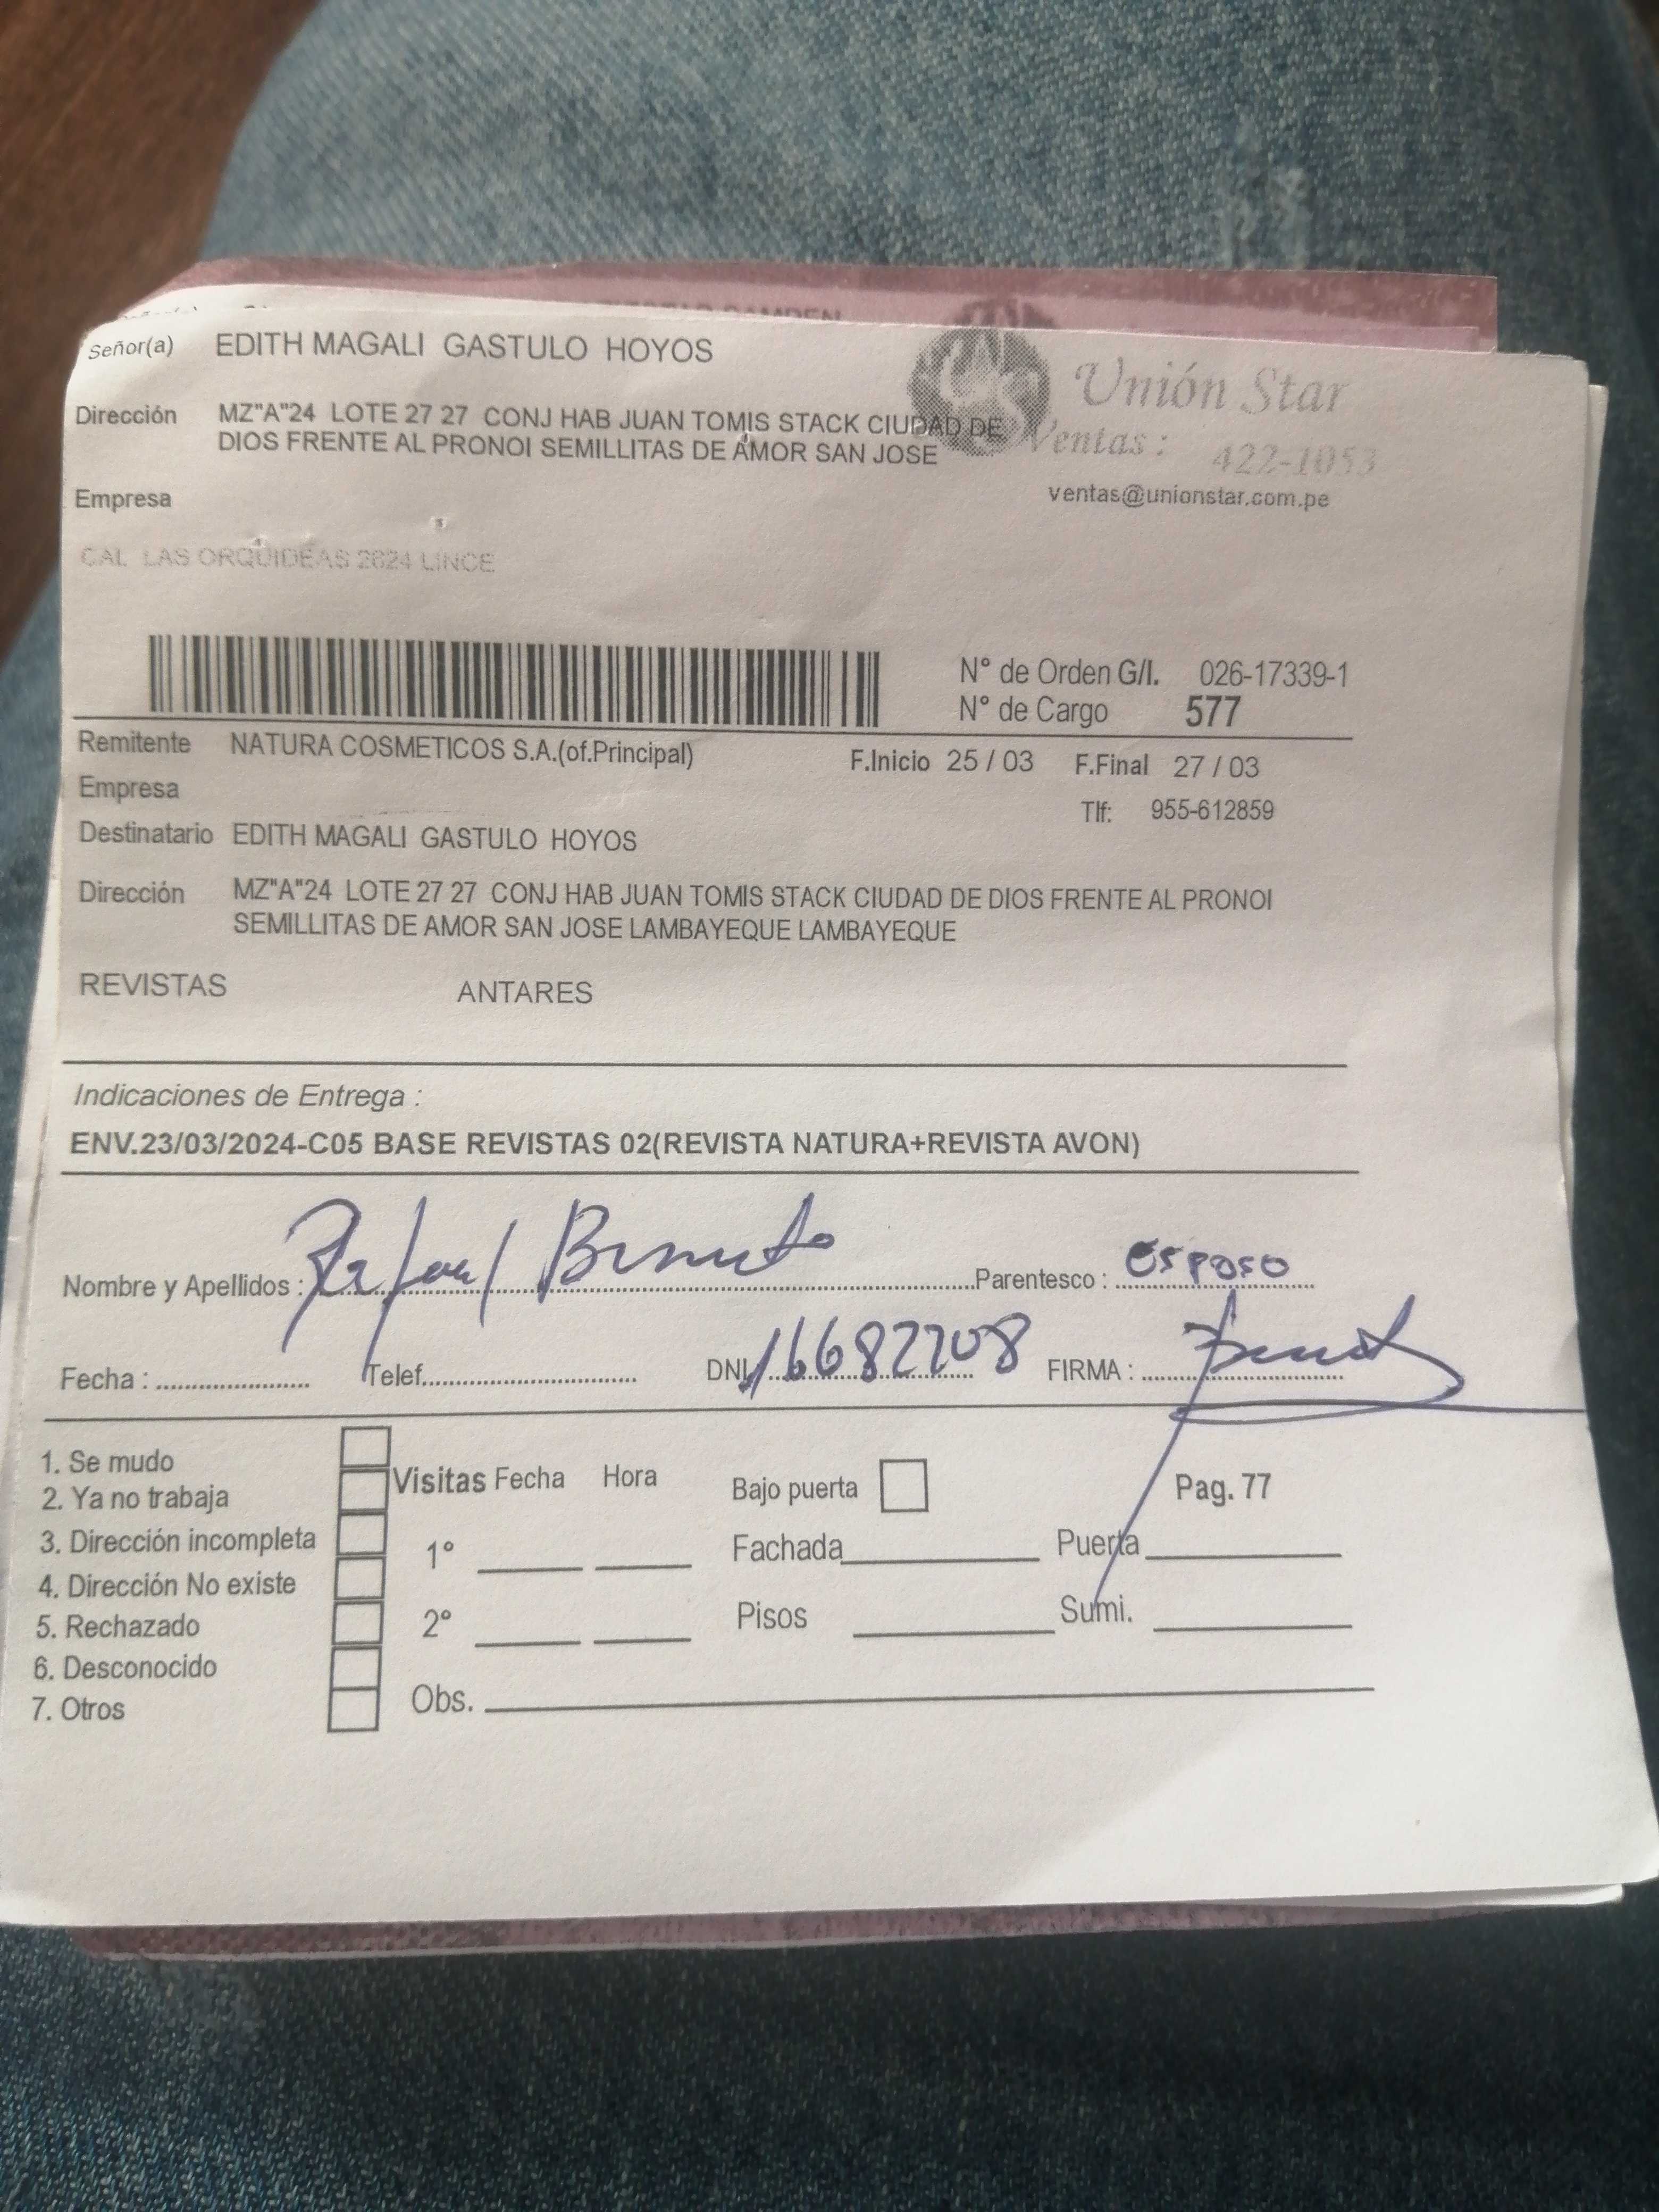 Señor(a) EDITH MAGALI GASTULO HOYOS
Unión Star
Dirección MZ"A"24 LOTE 27 27 CONJ HAB JUAN TOMIS STACK CIUDAD DE
DIOS FRENTE AL PRONOI SEMILLITAS DE AMOR SAN JOSE
Ventas: 422-1053
Empresa
ventas@unionstar.com.pe
CAL LAS ORQUIDEAS 2624 LINCE
N° de Orden G/I. 026-17339-1
N° de Cargo 577
Remitente NATURA COSMETICOS S.A.(of.Principal) F.Inicio 25 / 03 F.Final 27 / 03
Empresa
Tlf: 955-612859
Destinatario EDITH MAGALI GASTULO HOYOS
Dirección MZ"A"24 LOTE 27 27 CONJ HAB JUAN TOMIS STACK CIUDAD DE DIOS FRENTE AL PRONOI
SEMILLITAS DE AMOR SAN JOSE LAMBAYEQUE LAMBAYEQUE
REVISTAS ANTARES
Indicaciones de Entrega :
ENV.23/03/2024-C05 BASE REVISTAS 02(REVISTA NATURA+REVISTA AVON)
Nombre y Apellidos : Rafael Parentesco : esposo
Fecha : Telef. DNI 16682708 FIRMA :
1. Se mudo
2. Ya no trabaja
3. Dirección incompleta
4. Dirección No existe
5. Rechazado
6. Desconocido
7. Otros
Visitas Fecha Hora
1°
2°
Obs.
Bajo puerta Pag. 77
Fachada Puerta
Pisos Sumi.